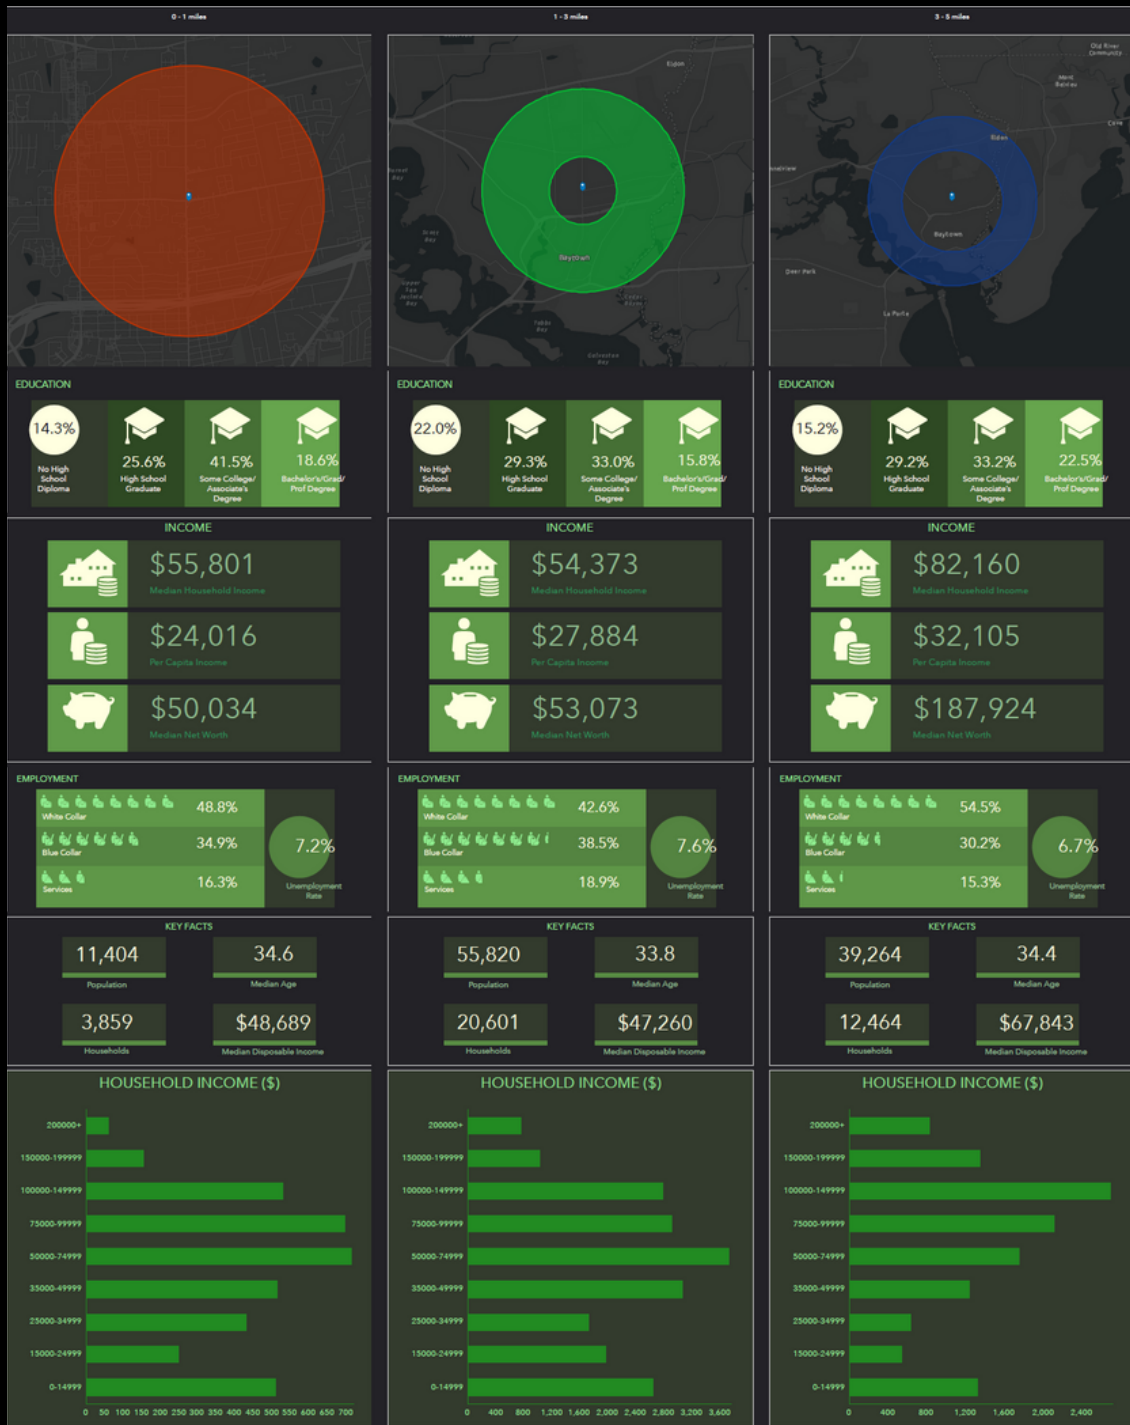 0 - 1 miles
1 - 3 miles
3 - 5 miles
Eldon
Baytown
Tabbs Bay
Galveston Bay
Old River Community
Mont Belvieu
Cove
Baytown
Deer Park
La Porte
EDUCATION
14.3%
No High School Diploma
25.6%
High School Graduate
41.5%
Some College/ Associate's Degree
18.6%
Bachelor's/Grad/ Prof Degree
EDUCATION
22.0%
No High School Diploma
29.3%
High School Graduate
33.0%
Some College/ Associate's Degree
15.8%
Bachelor's/Grad/ Prof Degree
EDUCATION
15.2%
No High School Diploma
29.2%
High School Graduate
33.2%
Some College/ Associate's Degree
22.5%
Bachelor's/Grad/ Prof Degree
INCOME
$55,801
Median Household Income
$24,016
Per Capita Income
$50,034
Median Net Worth
INCOME
$54,373
Median Household Income
$27,884
Per Capita Income
$53,073
Median Net Worth
INCOME
$82,160
Median Household Income
$32,105
Per Capita Income
$187,924
Median Net Worth
EMPLOYMENT
White Collar 48.8%
Blue Collar 34.9%
Services 16.3%
7.2%
Unemployment Rate
EMPLOYMENT
White Collar 42.6%
Blue Collar 38.5%
Services 18.9%
7.6%
Unemployment Rate
EMPLOYMENT
White Collar 54.5%
Blue Collar 30.2%
Services 15.3%
6.7%
Unemployment Rate
KEY FACTS
11,404
Population
34.6
Median Age
3,859
Households
$48,689
Median Disposable Income
KEY FACTS
55,820
Population
33.8
Median Age
20,601
Households
$47,260
Median Disposable Income
KEY FACTS
39,264
Population
34.4
Median Age
12,464
Households
$67,843
Median Disposable Income
HOUSEHOLD INCOME ($)
200000+
150000-199999
100000-149999
75000-99999
50000-74999
35000-49999
25000-34999
15000-24999
0-14999
0 50 100 150 200 250 300 350 400 450 500 550 600 650 700
HOUSEHOLD INCOME ($)
200000+
150000-199999
100000-149999
75000-99999
50000-74999
35000-49999
25000-34999
15000-24999
0-14999
0 400 800 1,200 1,600 2,000 2,400 2,800 3,200 3,600
HOUSEHOLD INCOME ($)
200000+
150000-199999
100000-149999
75000-99999
50000-74999
35000-49999
25000-34999
15000-24999
0-14999
0 400 800 1,200 1,600 2,000 2,400